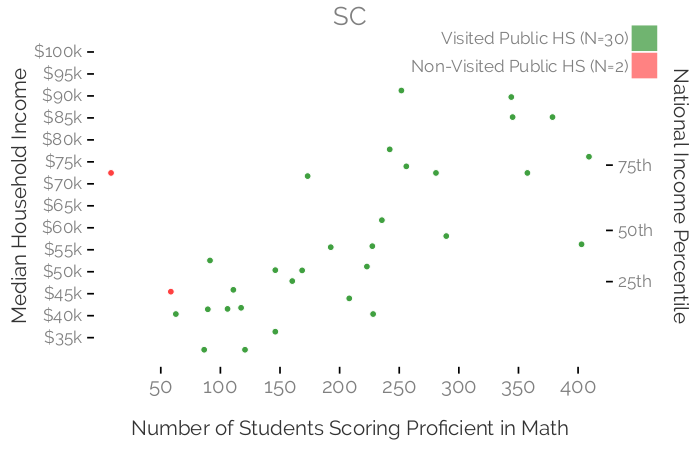 SC
Visited Public HS (N=30)
Non-Visited Public HS (N=2)
Median Household Income
$100k
$95k
$90k
$85k
$80k
$75k
$70k
$65k
$60k
$55k
$50k
$45k
$40k
$35k
National Income Percentile
75th
50th
25th
50 100 150 200 250 300 350 400
Number of Students Scoring Proficient in Math